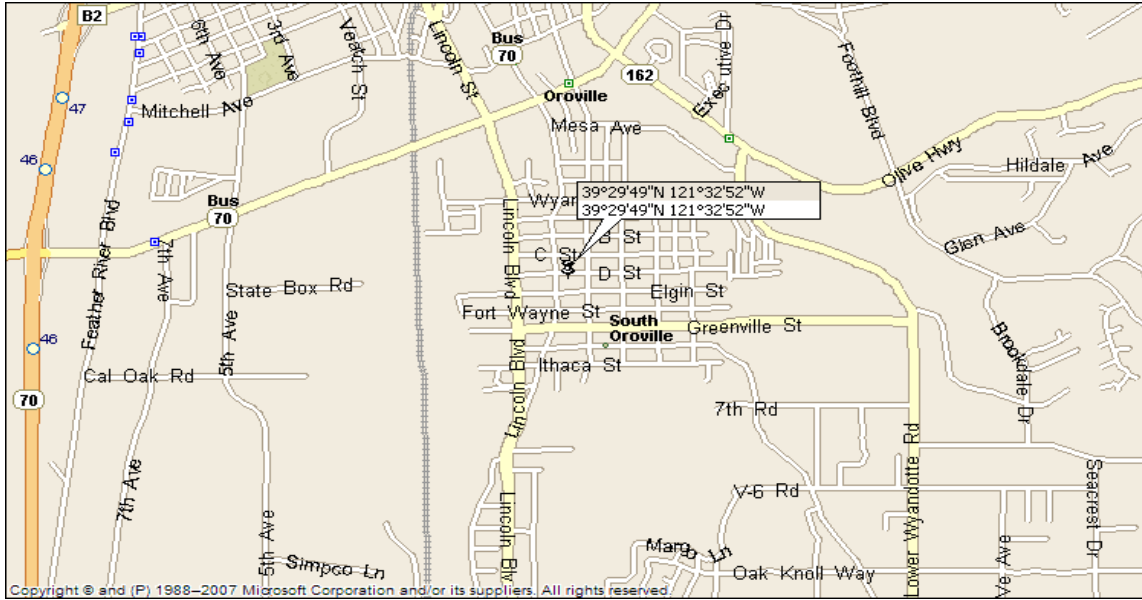 B2
6th Ave
3rd Ave
Veatch St
Lincoln St
Bus
70
162
Executive Dr
Foothill Blvd
47
Mitchell Ave
Oroville
Mesa Ave
Olive Hwy
Hildale Ave
46
39°29'49"N 121°32'52"W
39°29'49"N 121°32'52"W
Bus
70
Lincoln Blvd
B St
Glen Ave
C St
D St
7th Ave
Feather River Blvd
State Box Rd
Elgin St
Fort Wayne St
South
Oroville
Greenville St
5th Ave
46
Lincoln Blvd
Ithaca St
Brookdale Dr
Cal Oak Rd
70
7th Rd
Lower Wyandotte Rd
7th Ave
5th Ave
Lincoln Blv
V-6 Rd
Seacrest Dr
Simpco Ln
Oak Knoll Way
Ave
Copyright © and (P) 1988–2007 Microsoft Corporation and/or its suppliers. All rights reserved.